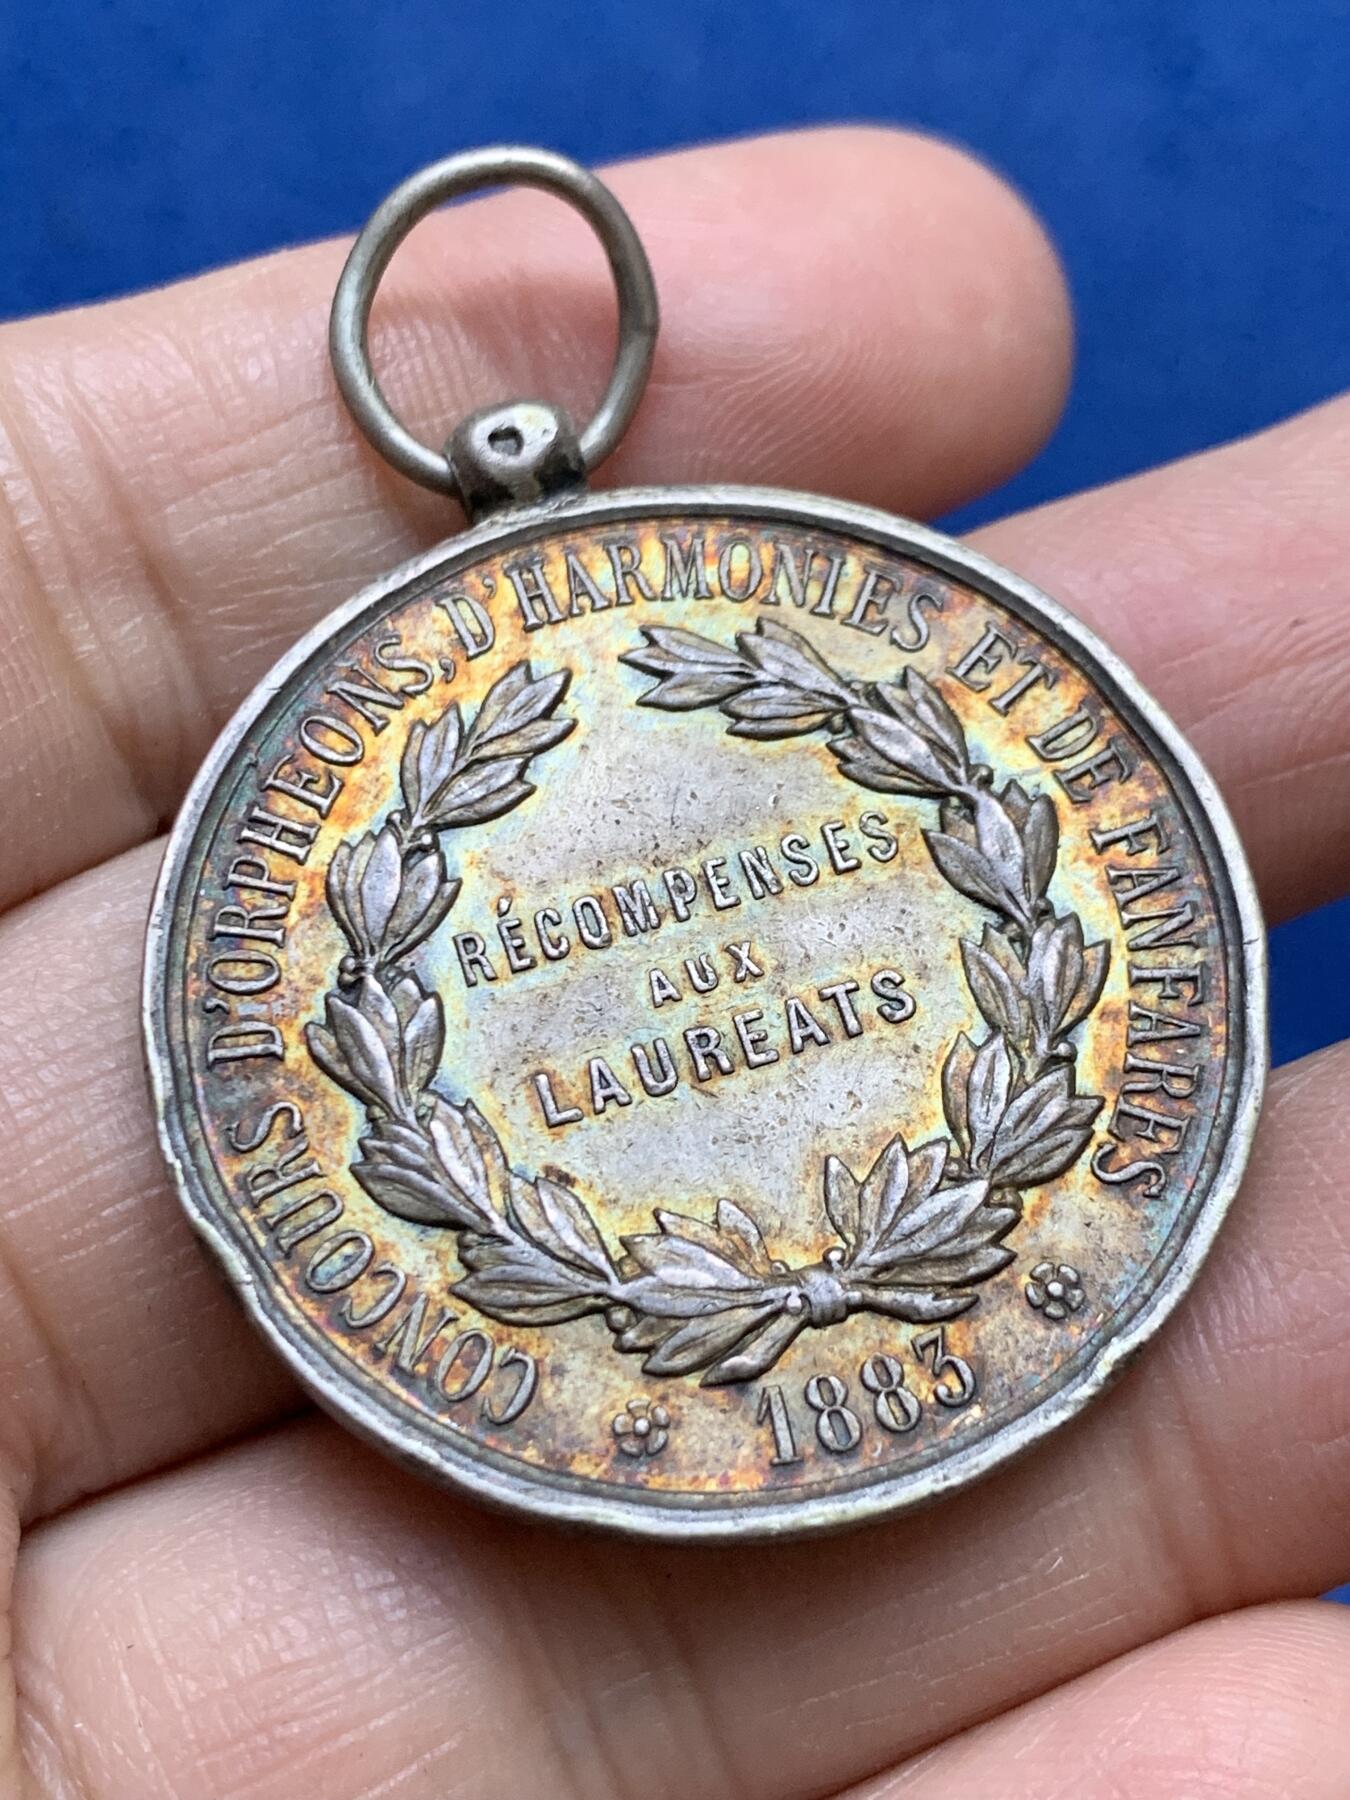 CONCOURS D'ORPHEONS, D'HARMONIES ET DE FANFARES
RÉCOMPENSES
AUX
LAUREATS
1883